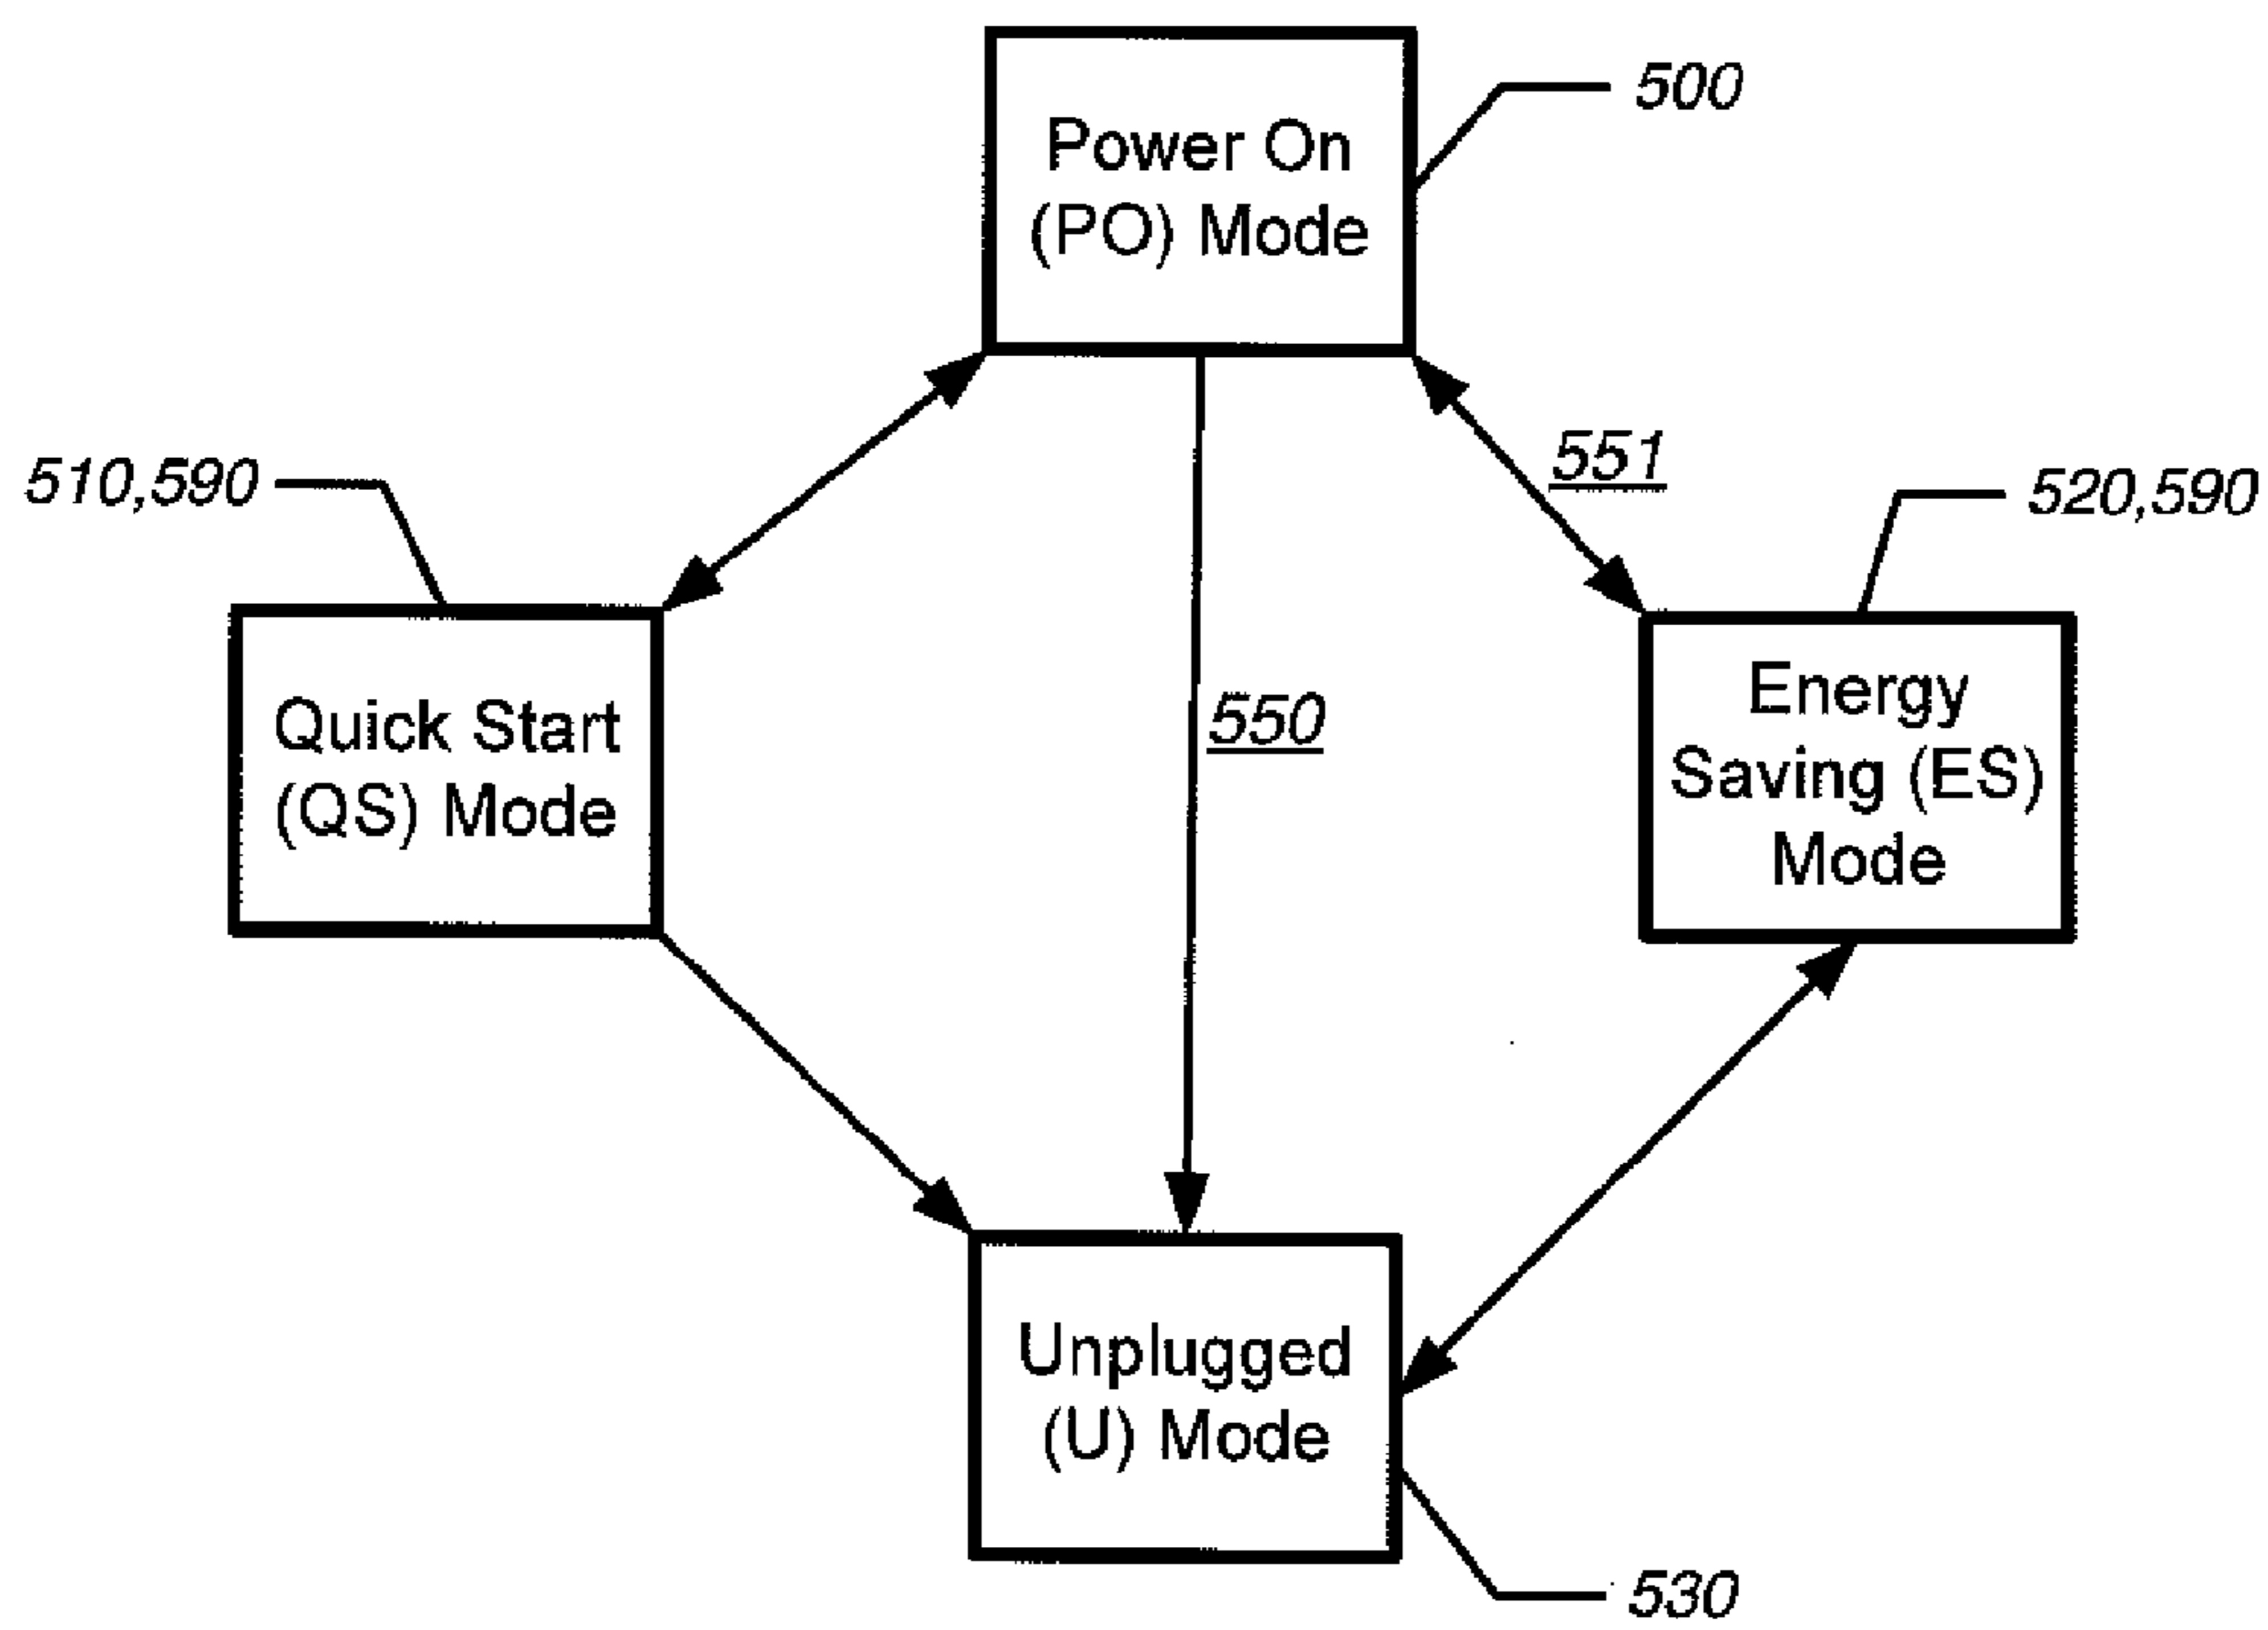 Power On
(PO) Mode
500
551
510,590
520,590
Quick Start
(QS) Mode
550
Energy
Saving (ES)
Mode
Unplugged
(U) Mode
530